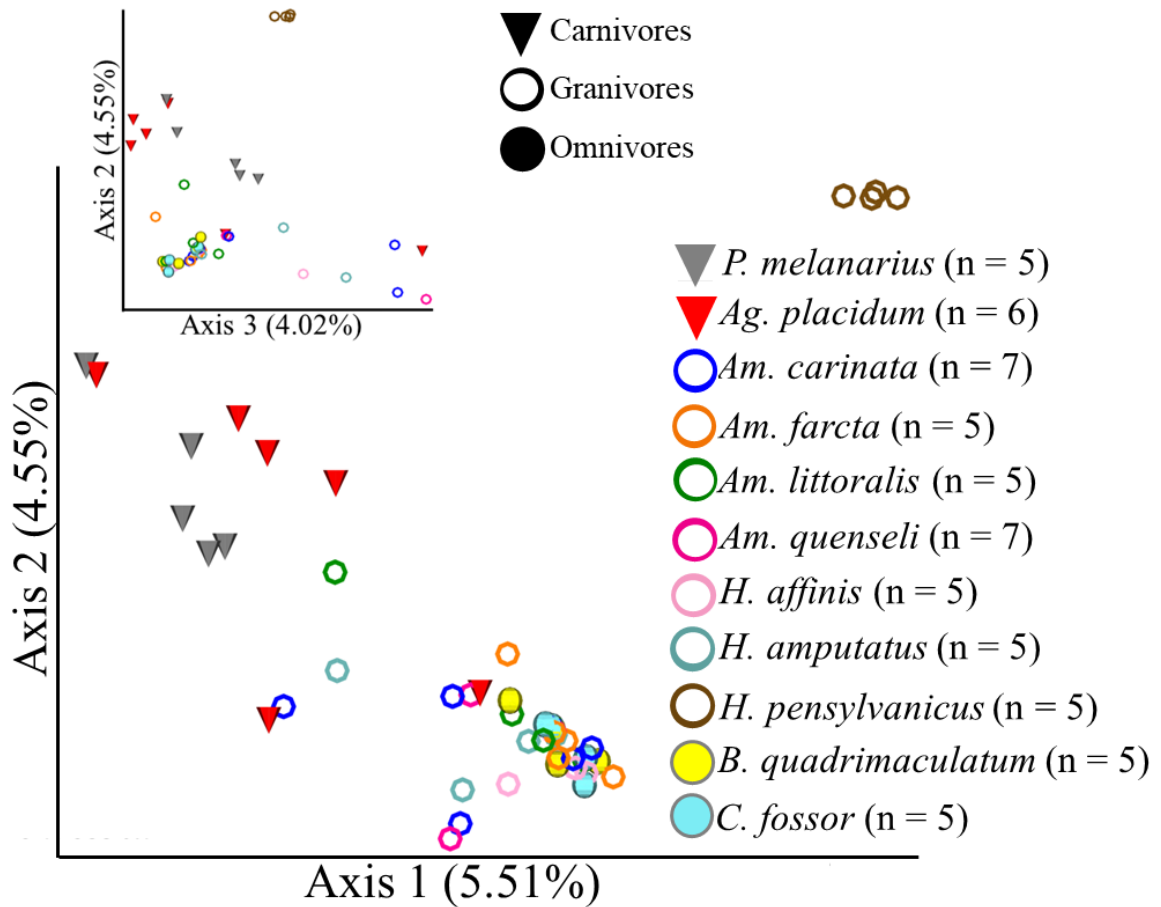 Axis 2 (4.55%)
Axis 3 (4.02%)
Carnivores
Granivores
Omnivores
Axis 2 (4.55%)
Axis 1 (5.51%)
P. melanarius (n = 5)
Ag. placidum (n = 6)
Am. carinata (n = 7)
Am. farcta (n = 5)
Am. littoralis (n = 5)
Am. quenseli (n = 7)
H. affinis (n = 5)
H. amputatus (n = 5)
H. pensylvanicus (n = 5)
B. quadrimaculatum (n = 5)
C. fossor (n = 5)